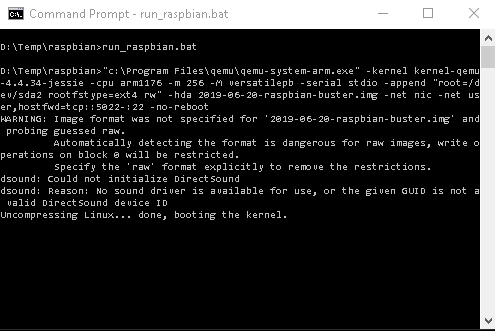 Command Prompt - run_raspbian.bat
D:\Temp\raspbian>run_raspbian.bat
D:\Temp\raspbian>"c:\Program Files\qemu\qemu-system-arm.exe" -kernel kernel-qemu
-4.4.34-jessie -cpu arm1176 -m 256 -M versatilepb -serial stdio -append "root=/d
ev/sda2 rootfstype=ext4 rw" -hda 2019-06-20-raspbian-buster.img -net nic -net us
er,hostfwd=tcp::5022-:22 -no-reboot
WARNING: Image format was not specified for '2019-06-20-raspbian-buster.img' and
 probing guessed raw.
         Automatically detecting the format is dangerous for raw images, write o
perations on block 0 will be restricted.
         Specify the 'raw' format explicitly to remove the restrictions.
dsound: Could not initialize DirectSound
dsound: Reason: No sound driver is available for use, or the given GUID is not a
 valid DirectSound device ID
Uncompressing Linux... done, booting the kernel.